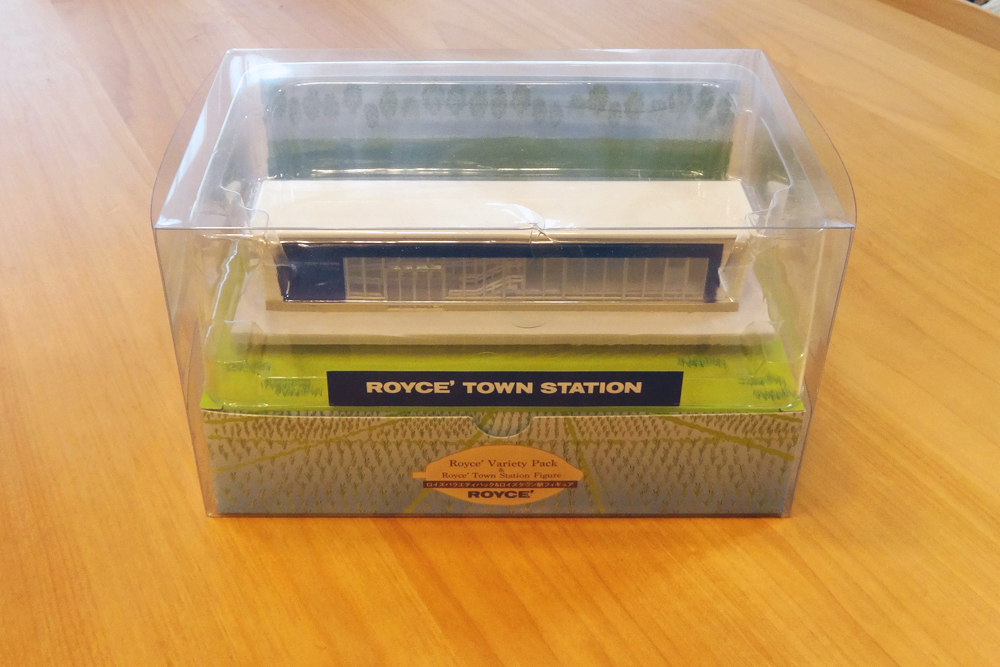 ROYCE' TOWN STATION
Royce' Variety Pack
&
Royce' Town Station Figure
ロイズバラエティパック&ロイズタウン駅フィギュア
ROYCE'